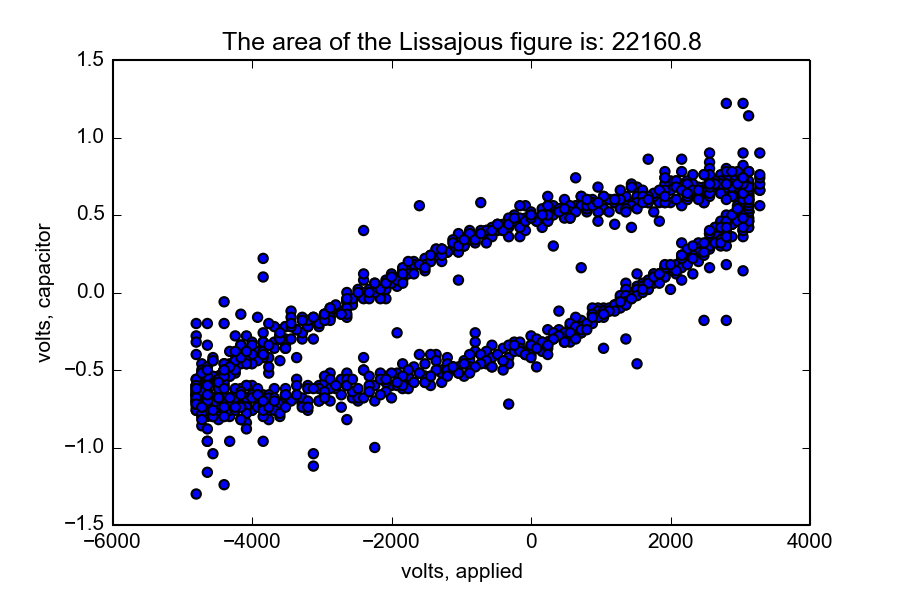 The area of the Lissajous figure is: 22160.8
1.5
1.0
0.5
0.0
−0.5
−1.0
−1.5
volts, capacitor
−6000 −4000 −2000 0 2000 4000
volts, applied